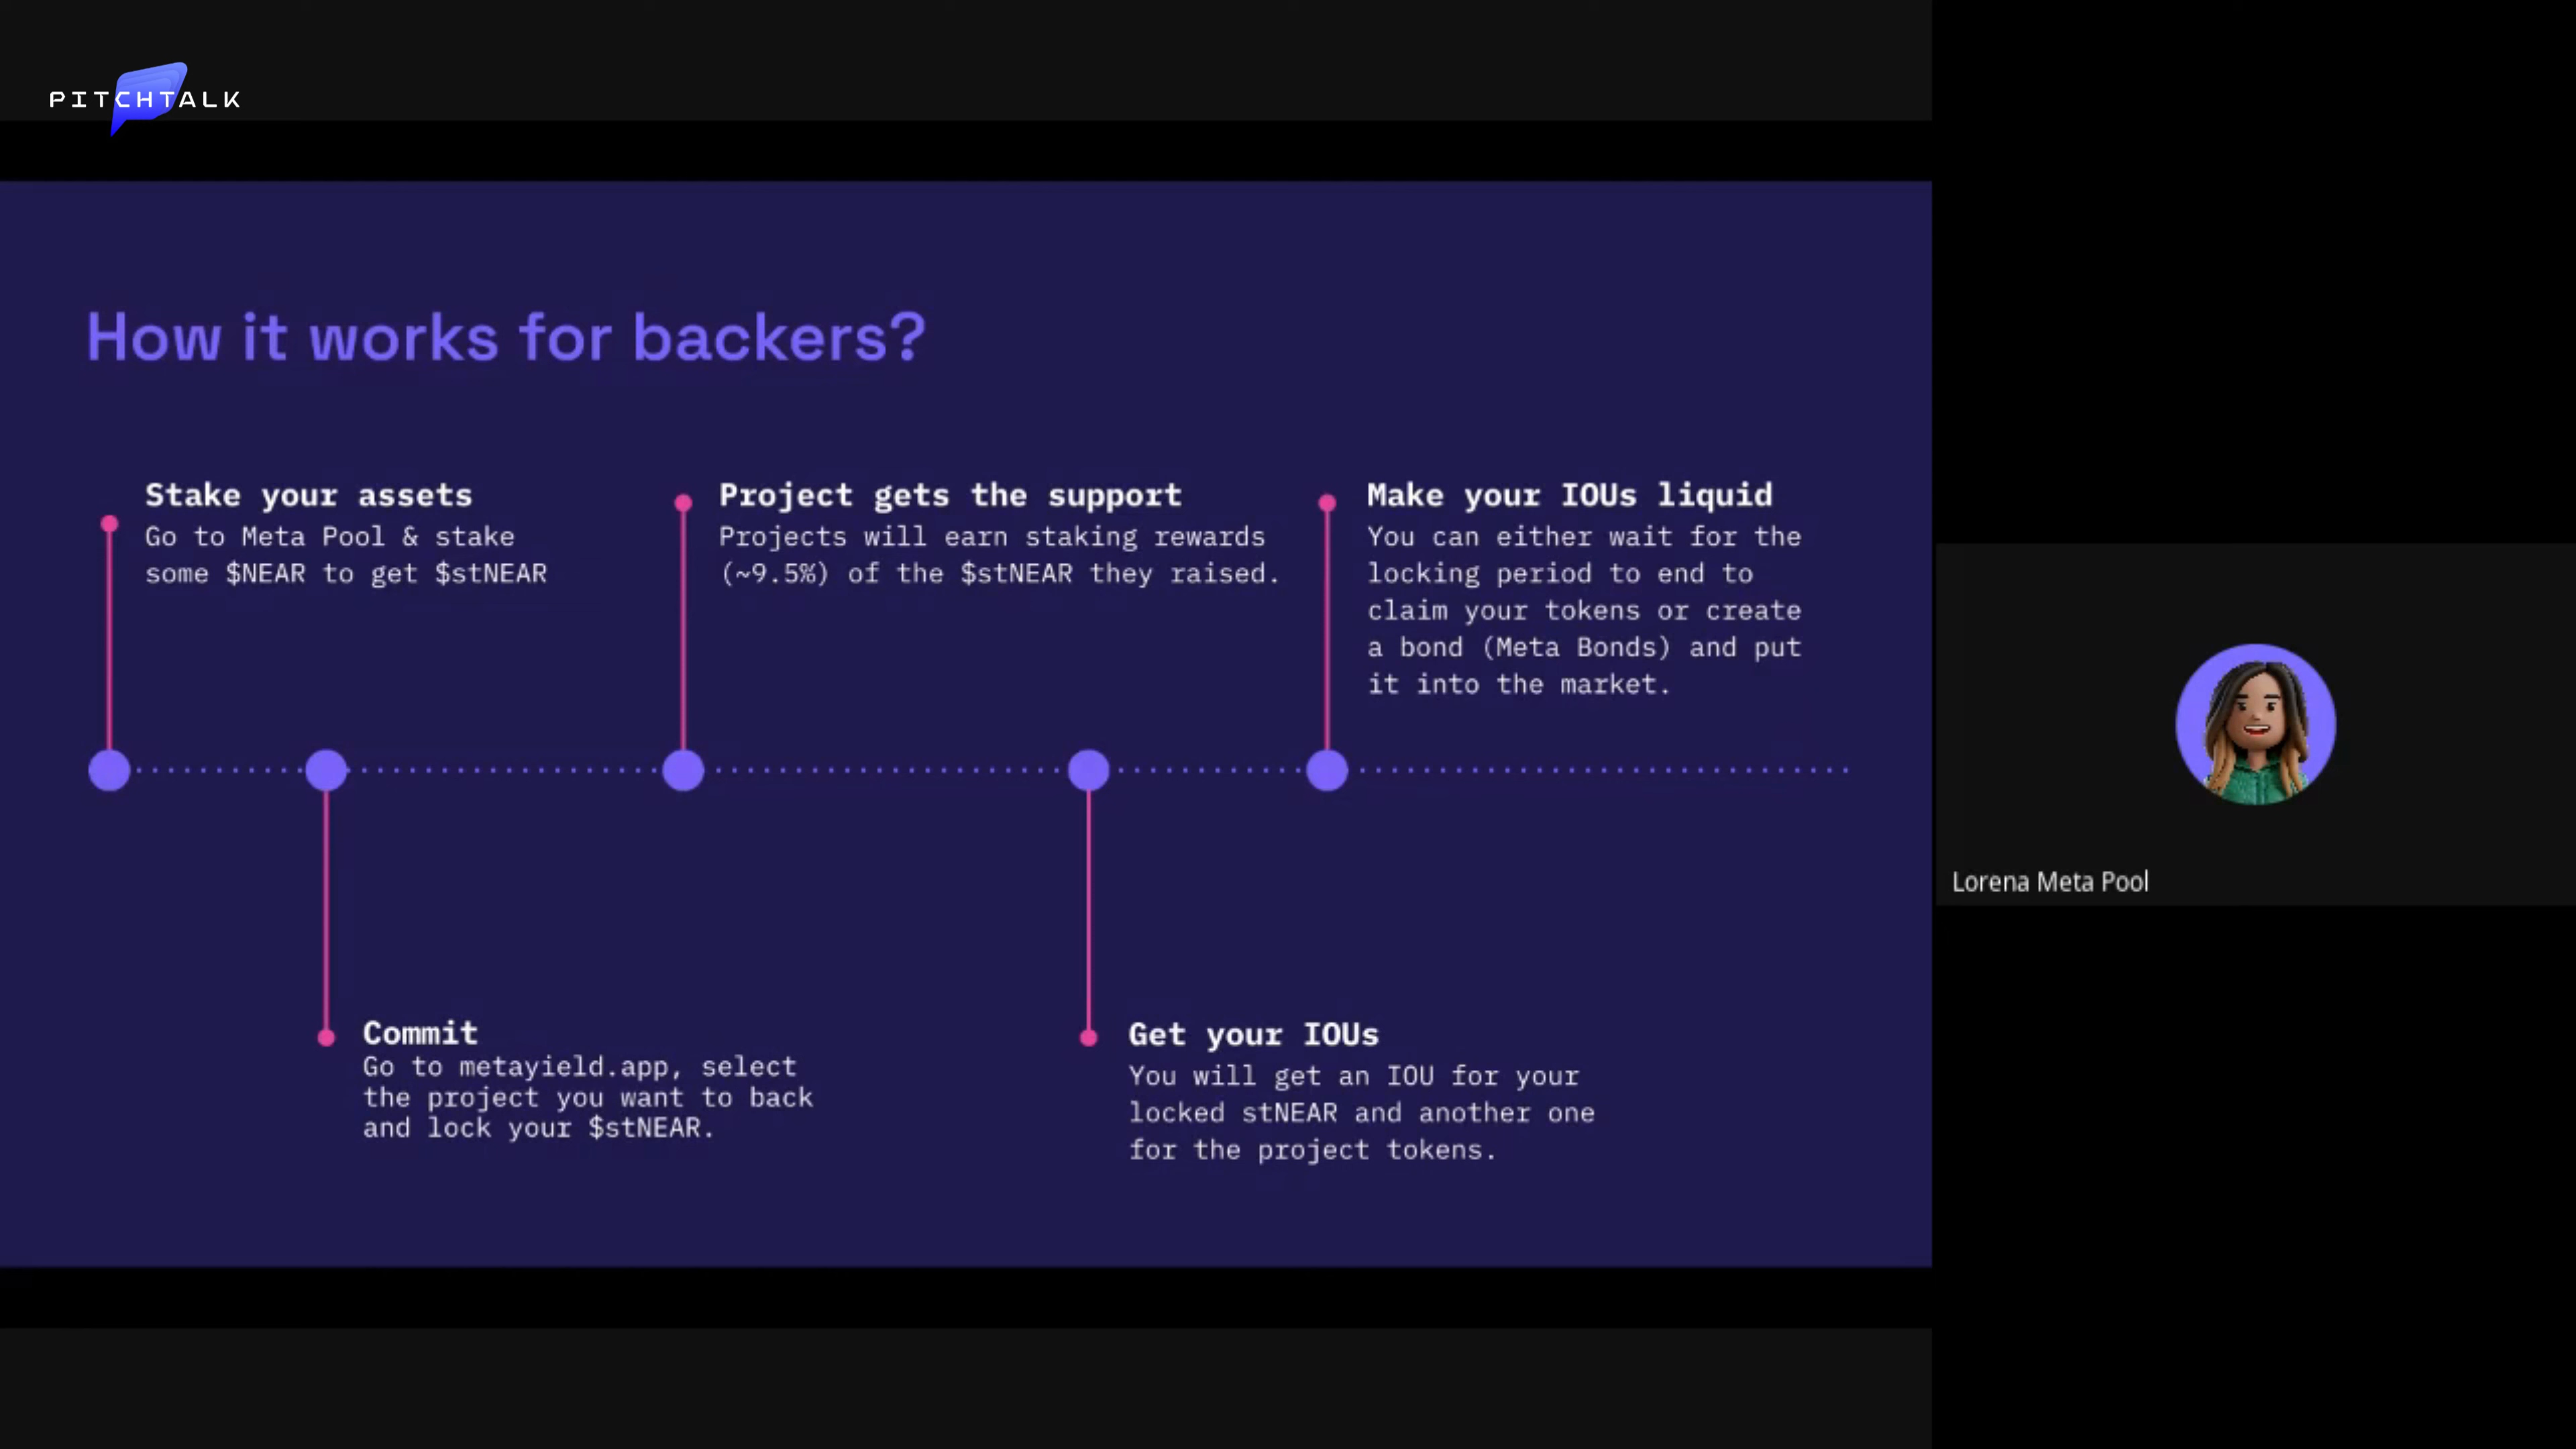 PITCHTALK
How it works for backers?
Stake your assets
Go to Meta Pool & stake
some $NEAR to get $stNEAR
Project gets the support
Projects will earn staking rewards
(~9.5%) of the $stNEAR they raised.
Make your IOUs liquid
You can either wait for the
locking period to end to
claim your tokens or create
a bond (Meta Bonds) and put
it into the market.
Commit
Go to metayield.app, select
the project you want to back
and lock your $stNEAR.
Get your IOUs
You will get an IOU for your
locked stNEAR and another one
for the project tokens.
Lorena Meta Pool